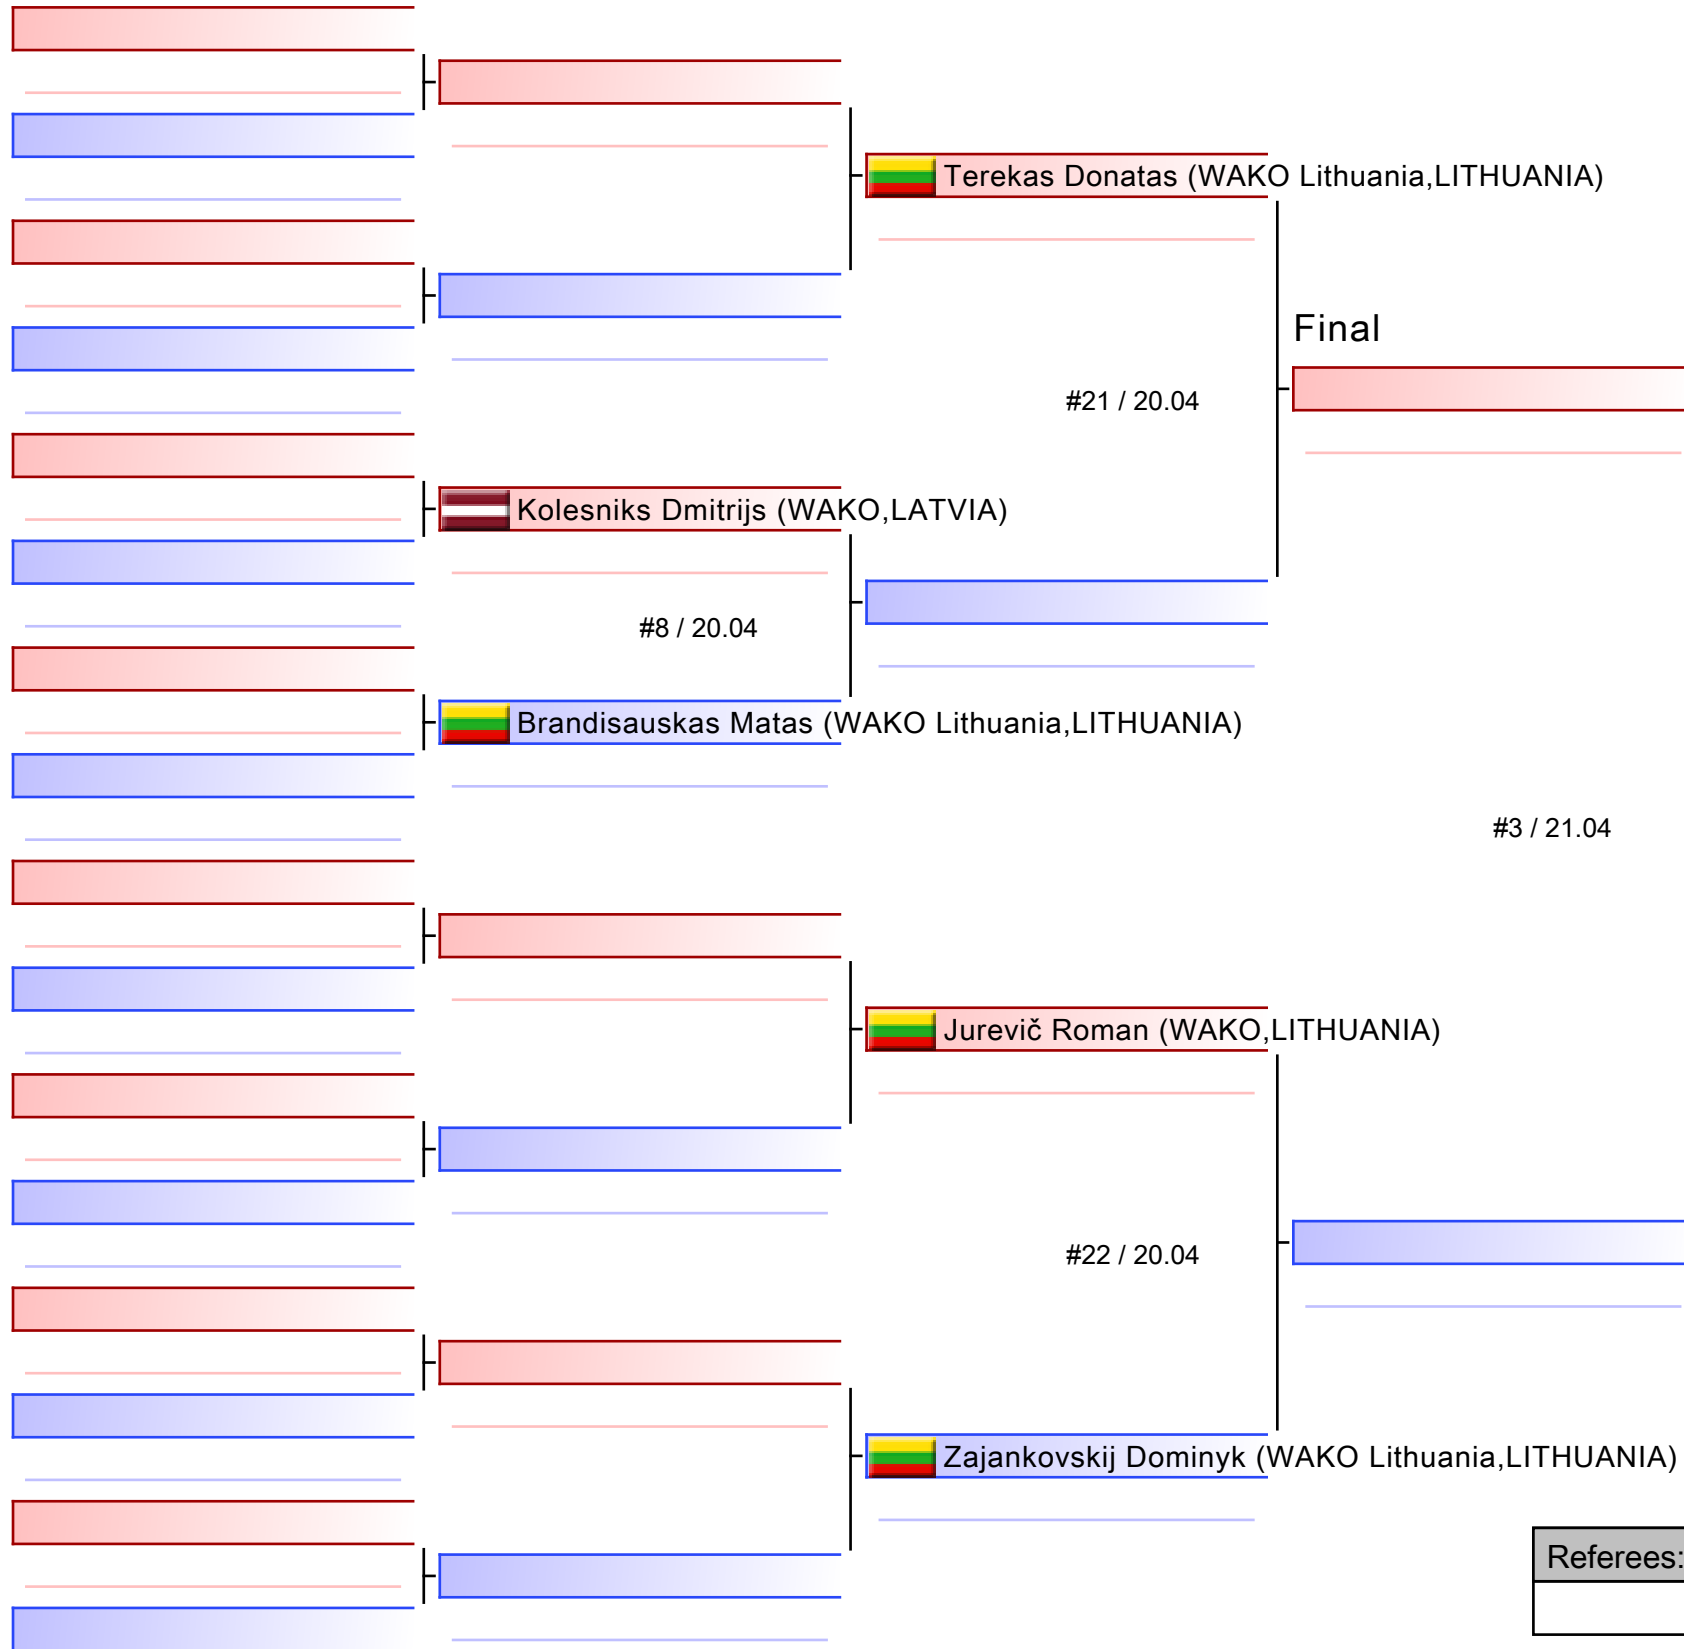 Terekas Donatas (WAKO Lithuania,LITHUANIA)
Final
#21 / 20.04
Kolesniks Dmitrijs (WAKO,LATVIA)
#8 / 20.04
Brandisauskas Matas (WAKO Lithuania,LITHUANIA)
#3 / 21.04
Jurevič Roman (WAKO,LITHUANIA)
#22 / 20.04
Zajankovskij Dominyk (WAKO Lithuania,LITHUANIA)
Referees: